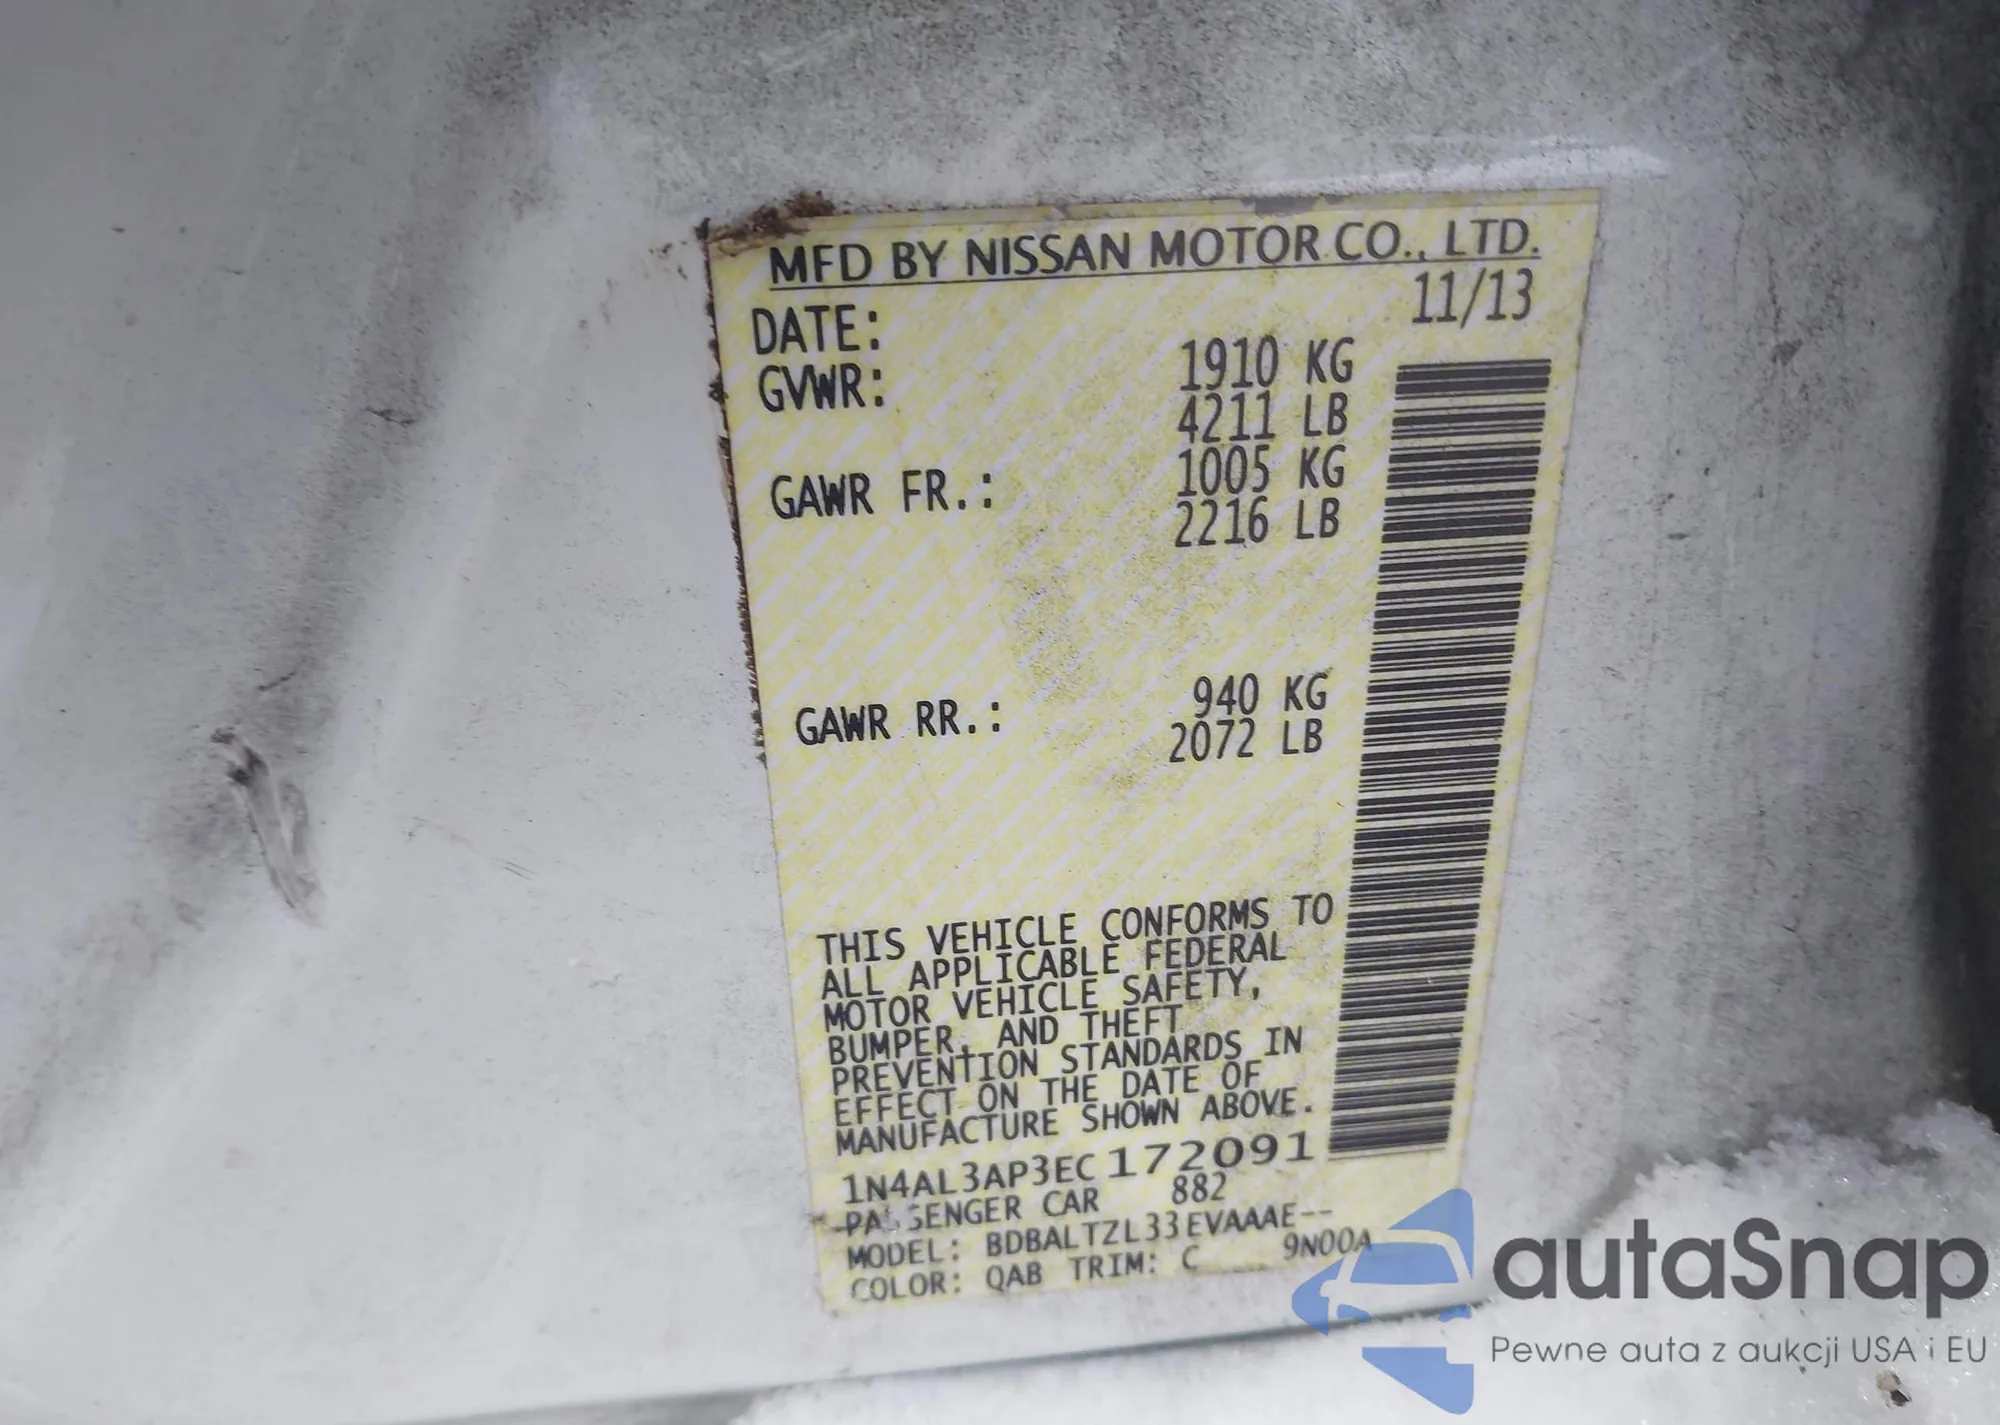 MFD BY NISSAN MOTOR CO., LTD.
DATE: 11/13
GVWR: 1910 KG
4211 LB
GAWR FR.: 1005 KG
2216 LB
GAWR RR.: 940 KG
2072 LB
THIS VEHICLE CONFORMS TO
ALL APPLICABLE FEDERAL
MOTOR VEHICLE SAFETY,
BUMPER, AND THEFT
PREVENTION STANDARDS IN
EFFECT ON THE DATE OF
MANUFACTURE SHOWN ABOVE.
1N4AL3AP3EC172091
PASSENGER CAR 882
MODEL: BDBALTZL33EVAAAE--
COLOR: QAB TRIM: C 9N00A
autaSnap
Pewne auta z aukcji USA i EU